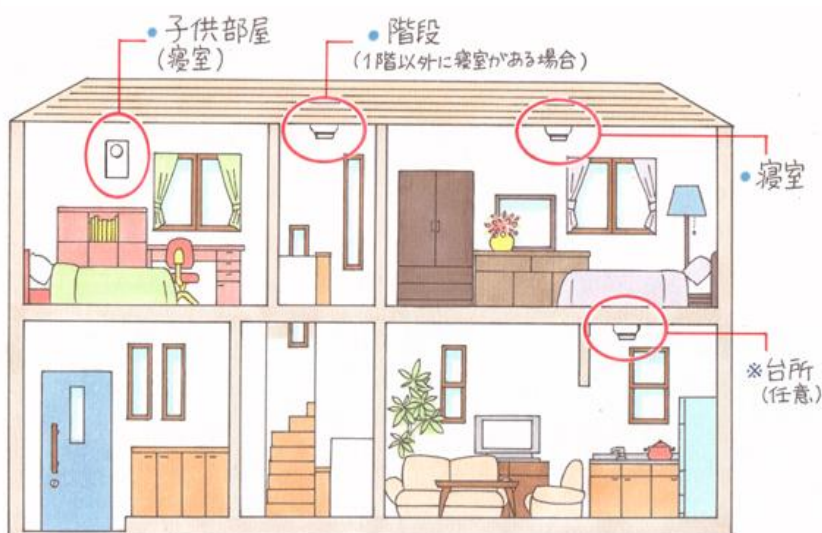 • 子供部屋
(寝室)
• 階段
(1階以外に寝室がある場合)
• 寝室
※台所
(任意)